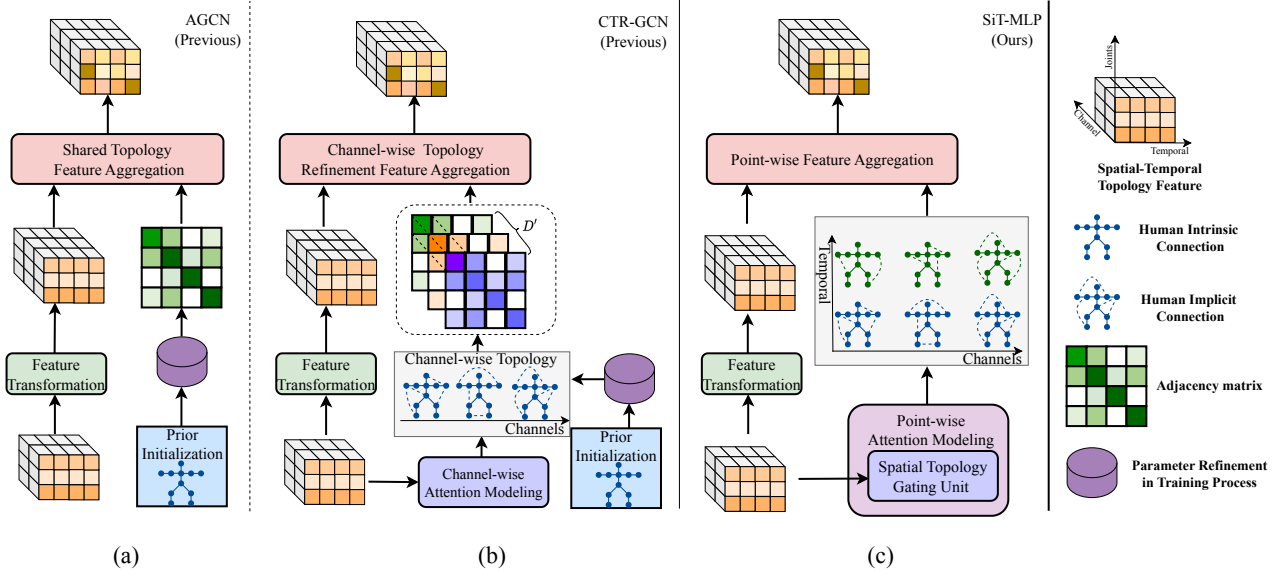 AGCN
(Previous)
Shared Topology
Feature Aggregation
Feature
Transformation
Prior
Initialization
(a)
CTR-GCN
(Previous)
Channel-wise Topology
Refinement Feature Aggregation
D'
Feature
Transformation
Channel-wise Topology
Channels
Channel-wise
Attention Modeling
Prior
Initialization
(b)
SiT-MLP
(Ours)
Point-wise Feature Aggregation
Temporal
Channels
Feature
Transformation
Point-wise
Attention Modeling
Spatial Topology
Gating Unit
(c)
Joints
Channel
Temporal
Spatial-Temporal
Topology Feature
Human Intrinsic
Connection
Human Implicit
Connection
Adjacency matrix
Parameter Refinement
in Training Process